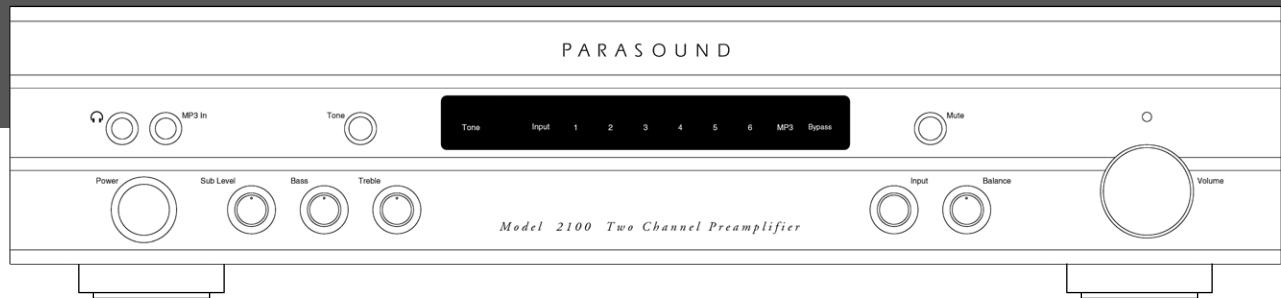 PARASOUND
MP3 In
Tone
Tone Input 1 2 3 4 5 6 MP3 Bypass
Mute
Power
Sub Level
Bass
Treble
Input
Balance
Volume
Model 2100 Two Channel Preamplifier